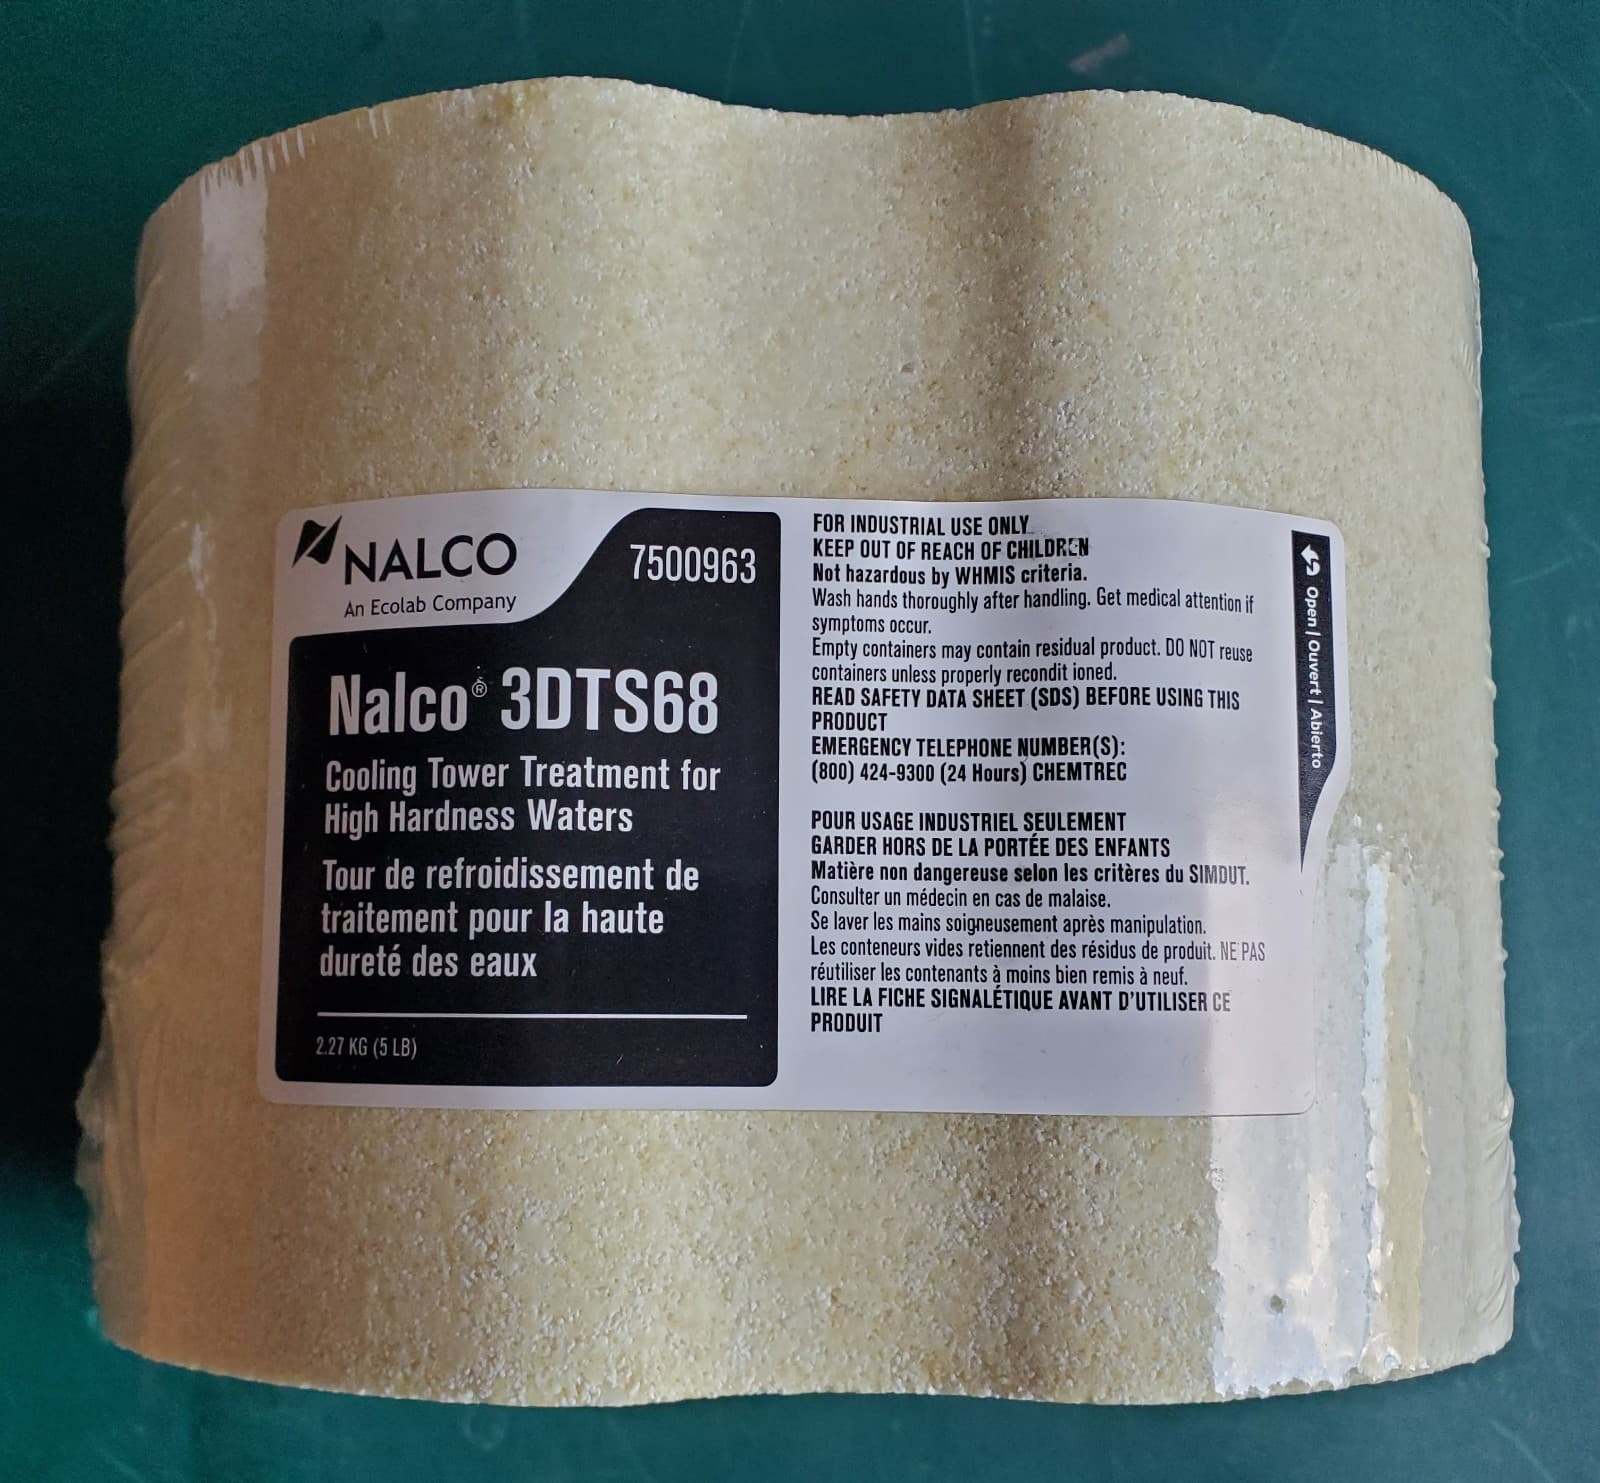 NALCO
An Ecolab Company
7500963
Nalco® 3DTS68
Cooling Tower Treatment for
High Hardness Waters
Tour de refroidissement de
traitement pour la haute
dureté des eaux
2.27 KG (5 LB)
FOR INDUSTRIAL USE ONLY
KEEP OUT OF REACH OF CHILDREN
Not hazardous by WHMIS criteria.
Wash hands thoroughly after handling. Get medical attention if
symptoms occur.
Empty containers may contain residual product. DO NOT reuse
containers unless properly recondit ioned.
READ SAFETY DATA SHEET (SDS) BEFORE USING THIS
PRODUCT
EMERGENCY TELEPHONE NUMBER(S):
(800) 424-9300 (24 Hours) CHEMTREC
POUR USAGE INDUSTRIEL SEULEMENT
GARDER HORS DE LA PORTÉE DES ENFANTS
Matière non dangereuse selon les critères du SIMDUT.
Consulter un médecin en cas de malaise.
Se laver les mains soigneusement après manipulation.
Les conteneurs vides retiennent des résidus de produit. NE PAS
réutiliser les contenants à moins bien remis à neuf.
LIRE LA FICHE SIGNALÉTIQUE AVANT D'UTILISER CE
PRODUIT
Open | Ouvert | Abierto